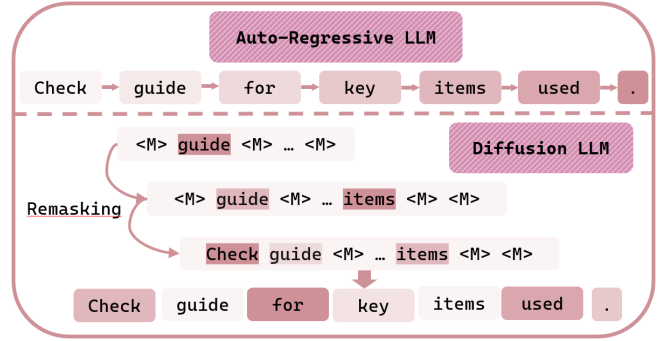 Auto-Regressive LLM
Check guide for key items used .
Diffusion LLM
<M> guide <M> … <M>
<M> guide <M> … items <M> <M>
Remasking
Check guide <M> … items <M> <M>
Check guide for key items used .